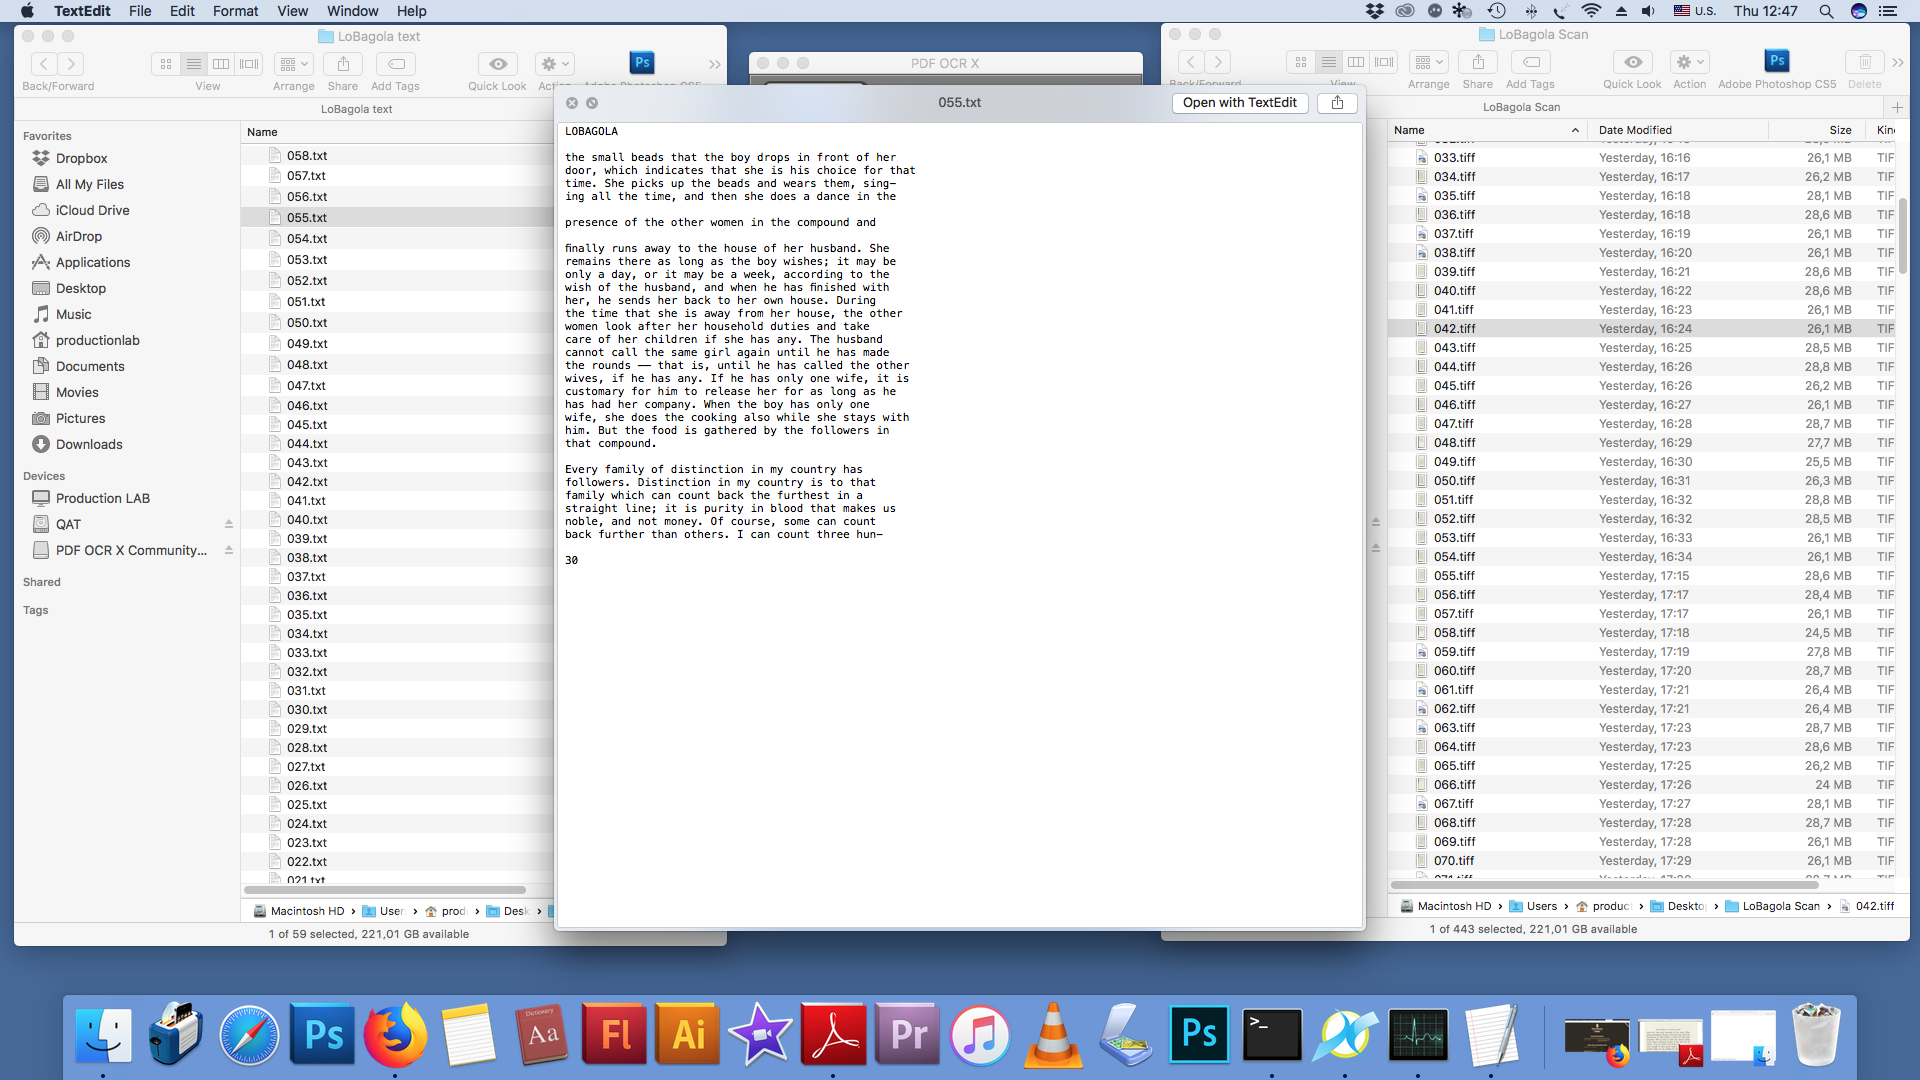 TextEdit File Edit Format View Window Help
U.S. Thu 12:47
LoBagola text
Back/Forward View Arrange Share Add Tags Quick Look
LoBagola text
Favorites
Dropbox
All My Files
iCloud Drive
AirDrop
Applications
Desktop
Music
productionlab
Documents
Movies
Pictures
Downloads
Devices
Production LAB
QAT
PDF OCR X Community...
Shared
Tags
Name
058.txt
057.txt
056.txt
055.txt
054.txt
053.txt
052.txt
051.txt
050.txt
049.txt
048.txt
047.txt
046.txt
045.txt
044.txt
043.txt
042.txt
041.txt
040.txt
039.txt
038.txt
037.txt
036.txt
035.txt
034.txt
033.txt
032.txt
031.txt
030.txt
029.txt
028.txt
027.txt
026.txt
025.txt
024.txt
023.txt
022.txt
021.txt
Macintosh HD › User › prod › Desk ›
1 of 59 selected, 221,01 GB available
PDF OCR X
055.txt
Open with TextEdit
LOBAGOLA
the small beads that the boy drops in front of her
door, which indicates that she is his choice for that
time. She picks up the beads and wears them, sing-
ing all the time, and then she does a dance in the
presence of the other women in the compound and
finally runs away to the house of her husband. She
remains there as long as the boy wishes; it may be
only a day, or it may be a week, according to the
wish of the husband, and when he has finished with
her, he sends her back to her own house. During
the time that she is away from her house, the other
women look after her household duties and take
care of her children if she has any. The husband
cannot call the same girl again until he has made
the rounds —— that is, until he has called the other
wives, if he has any. If he has only one wife, it is
customary for him to release her for as long as he
has had her company. When the boy has only one
wife, she does the cooking also while she stays with
him. But the food is gathered by the followers in
that compound.
Every family of distinction in my country has
followers. Distinction in my country is to that
family which can count back the furthest in a
straight line; it is purity in blood that makes us
noble, and not money. Of course, some can count
back further than others. I can count three hun-
30
LoBagola Scan
Arrange Share Add Tags Quick Look Action Adobe Photoshop CS5 Delete
LoBagola Scan
Name Date Modified Size Kin
033.tiff Yesterday, 16:16 26,1 MB TIF
034.tiff Yesterday, 16:17 26,2 MB TIF
035.tiff Yesterday, 16:18 28,1 MB TIF
036.tiff Yesterday, 16:18 28,6 MB TIF
037.tiff Yesterday, 16:19 26,1 MB TIF
038.tiff Yesterday, 16:20 26,1 MB TIF
039.tiff Yesterday, 16:21 28,6 MB TIF
040.tiff Yesterday, 16:22 28,6 MB TIF
041.tiff Yesterday, 16:23 26,1 MB TIF
042.tiff Yesterday, 16:24 26,1 MB TIF
043.tiff Yesterday, 16:25 28,5 MB TIF
044.tiff Yesterday, 16:26 28,8 MB TIF
045.tiff Yesterday, 16:26 26,2 MB TIF
046.tiff Yesterday, 16:27 26,1 MB TIF
047.tiff Yesterday, 16:28 28,7 MB TIF
048.tiff Yesterday, 16:29 27,7 MB TIF
049.tiff Yesterday, 16:30 25,5 MB TIF
050.tiff Yesterday, 16:31 26,3 MB TIF
051.tiff Yesterday, 16:32 28,8 MB TIF
052.tiff Yesterday, 16:32 28,5 MB TIF
053.tiff Yesterday, 16:33 26,1 MB TIF
054.tiff Yesterday, 16:34 26,1 MB TIF
055.tiff Yesterday, 17:15 28,6 MB TIF
056.tiff Yesterday, 17:17 28,4 MB TIF
057.tiff Yesterday, 17:17 26,1 MB TIF
058.tiff Yesterday, 17:18 24,5 MB TIF
059.tiff Yesterday, 17:19 27,8 MB TIF
060.tiff Yesterday, 17:20 28,7 MB TIF
061.tiff Yesterday, 17:21 26,4 MB TIF
062.tiff Yesterday, 17:21 26,4 MB TIF
063.tiff Yesterday, 17:23 28,7 MB TIF
064.tiff Yesterday, 17:23 28,6 MB TIF
065.tiff Yesterday, 17:25 26,2 MB TIF
066.tiff Yesterday, 17:26 24 MB TIF
067.tiff Yesterday, 17:27 28,1 MB TIF
068.tiff Yesterday, 17:28 28,7 MB TIF
069.tiff Yesterday, 17:28 26,1 MB TIF
070.tiff Yesterday, 17:29 26,1 MB TIF
Macintosh HD › Users › produc › Deskto › LoBagola Scan › 042.tiff
1 of 443 selected, 221,01 GB available
Ps Dictionary Aa Fl Ai Pr Ps